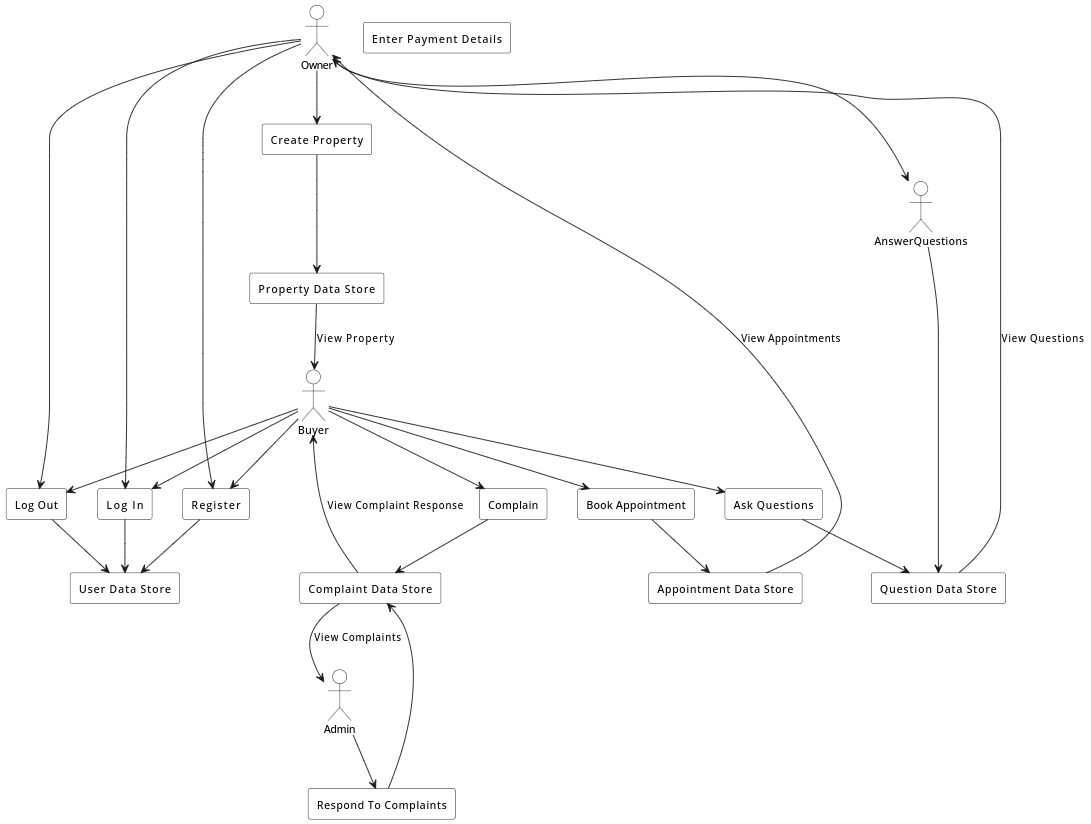 Enter Payment Details
Owner
Create Property
AnswerQuestions
Property Data Store
View Property
View Appointments
View Questions
Buyer
Log Out
Log In
Register
View Complaint Response
Complain
Book Appointment
Ask Questions
User Data Store
Complaint Data Store
Appointment Data Store
Question Data Store
View Complaints
Admin
Respond To Complaints